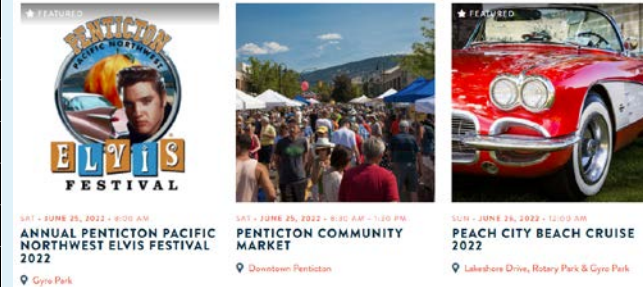 FEATURED
PENTICTON
PACIFIC NORTHWEST
ELVIS
FESTIVAL
SAT - JUNE 25, 2022 - 8:00 AM
ANNUAL PENTICTON PACIFIC
NORTHWEST ELVIS FESTIVAL
2022
Gyro Park
SAT - JUNE 25, 2022 - 8:30 AM - 1:30 PM
PENTICTON COMMUNITY
MARKET
Downtown Penticton
FEATURED
SUN - JUNE 26, 2022 - 12:00 AM
PEACH CITY BEACH CRUISE
2022
Lakeshore Drive, Rotary Park & Gyro Park